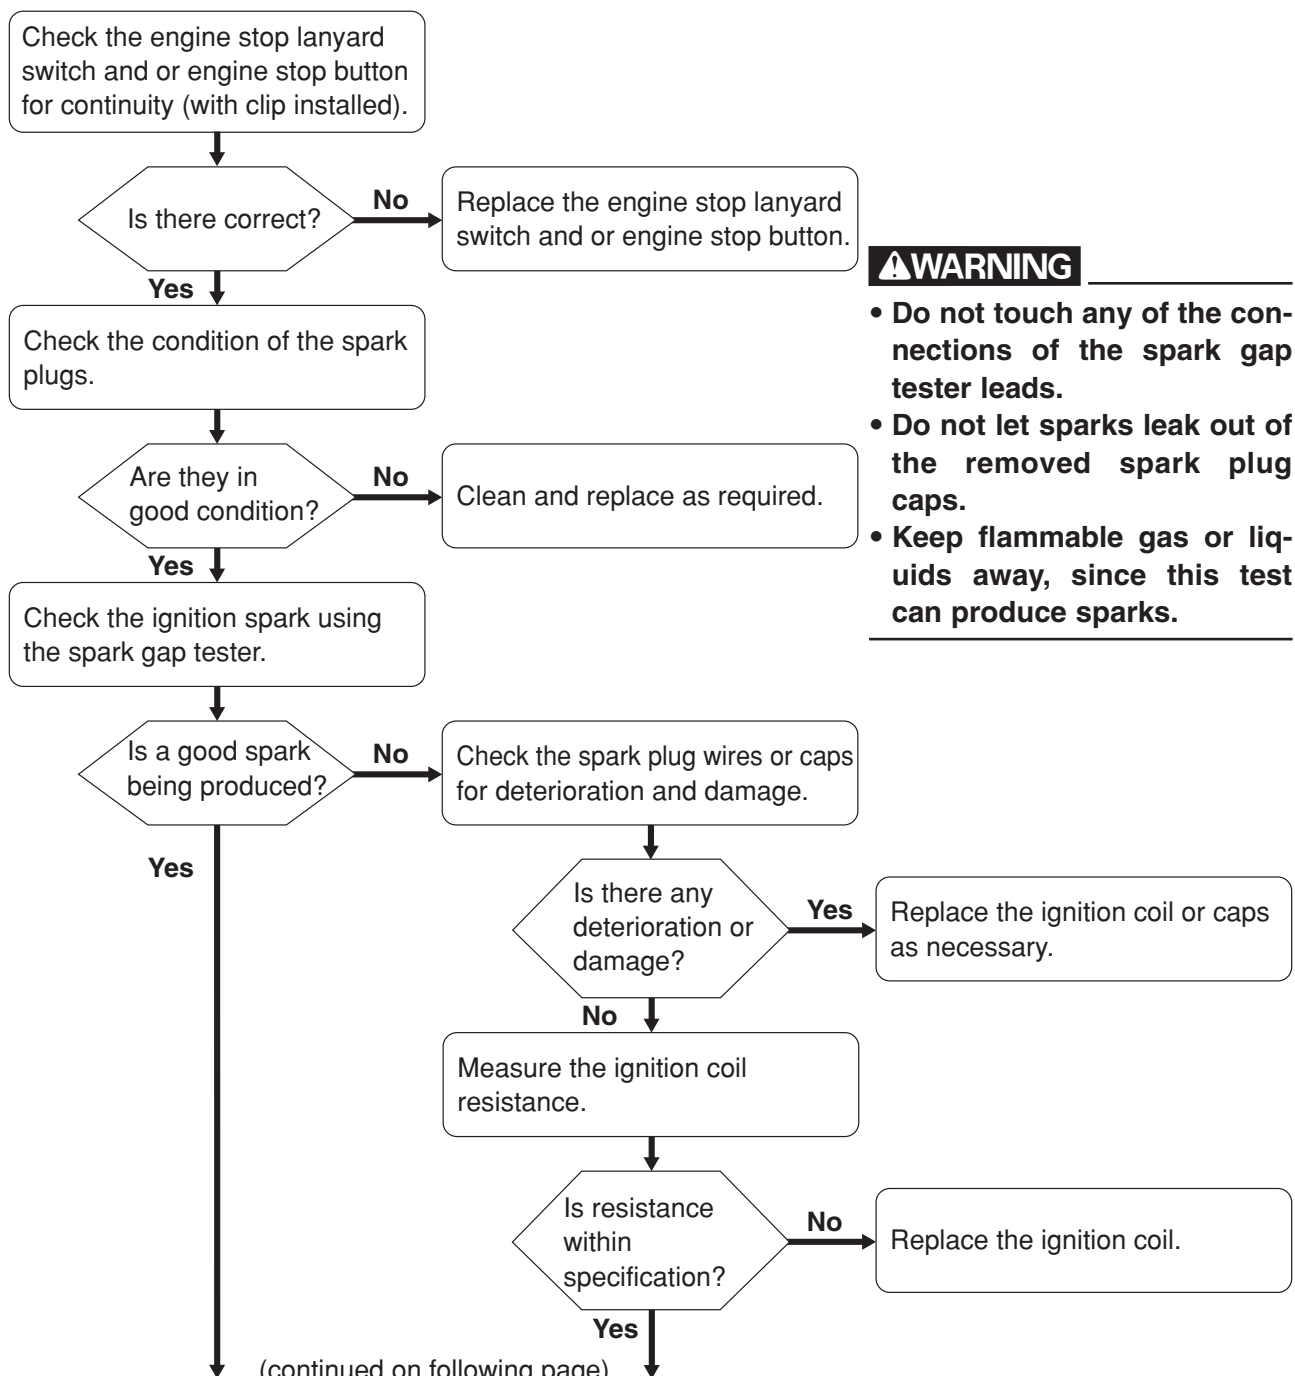 Check the engine stop lanyard
switch and or engine stop button
for continuity (with clip installed).
Is there correct?
No
Replace the engine stop lanyard
switch and or engine stop button.
Yes
WARNING
• Do not touch any of the con-
nections of the spark gap
tester leads.
• Do not let sparks leak out of
the removed spark plug
caps.
• Keep flammable gas or liq-
uids away, since this test
can produce sparks.
Check the condition of the spark
plugs.
Are they in
good condition?
No
Clean and replace as required.
Yes
Check the ignition spark using
the spark gap tester.
Is a good spark
being produced?
No
Check the spark plug wires or caps
for deterioration and damage.
Yes
Is there any
deterioration or
damage?
Yes
Replace the ignition coil or caps
as necessary.
No
Measure the ignition coil
resistance.
Is resistance
within
specification?
No
Replace the ignition coil.
Yes
(continued on following page)